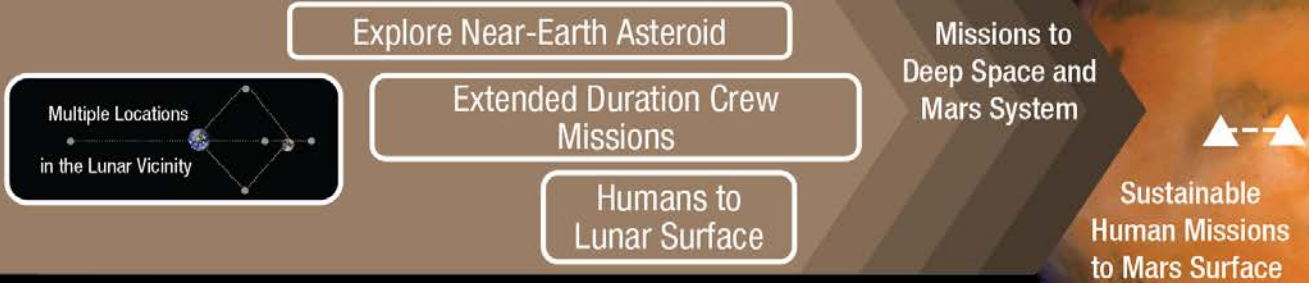 Explore Near-Earth Asteroid
Multiple Locations
in the Lunar Vicinity
Extended Duration Crew
Missions
Humans to
Lunar Surface
Missions to
Deep Space and
Mars System
Sustainable
Human Missions
to Mars Surface